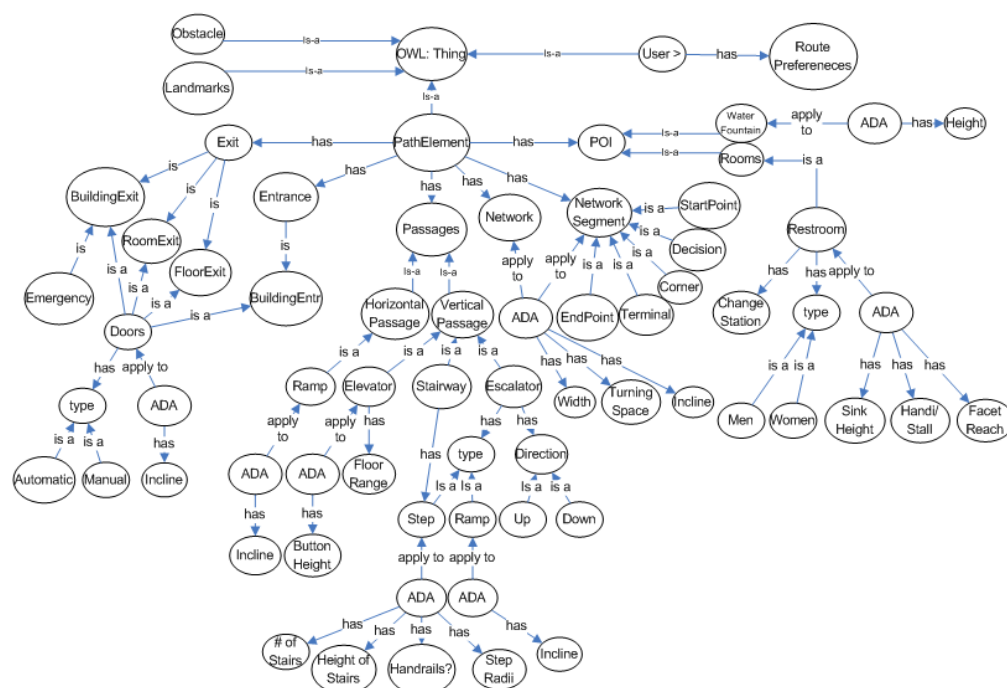 Obstacle
Is-a
OWL: Thing
Is-a
User >
has
Route
Prefereneces
Landmarks
Is-a
Is-a
Exit
has
PathElement
has
POI
Is-a
Water
Fountain
apply
to
ADA
has
Height
Is-a
Rooms
is
is
is
has
has
has
has
is a
BuildingExit
RoomExit
FloorExit
Entrance
Passages
Network
Network
Segment
is a
StartPoint
is a
Decision
is a
Corner
Restroom
is
is a
is a
is a
is a
is
Is-a
Is-a
apply
to
apply
to
is a
is a
has
has
apply to
Emergency
Doors
BuildingEntr
Horizontal
Passage
Vertical
Passage
ADA
EndPoint
Terminal
Change
Station
type
ADA
has
apply to
is a
is a
is a
is a
has
has
has
is a
is a
has
has
has
type
ADA
Ramp
Elevator
Stairway
Escalator
Width
Turning
Space
Incline
Men
Women
Sink
Height
Handi/
Stall
Facet
Reach
is a
is a
has
apply
to
apply
to
has
has
has
has
Automatic
Manual
Incline
ADA
ADA
Floor
Range
type
Direction
has
has
Is a
Is a
Is a
is a
Incline
Button
Height
Step
Ramp
Up
Down
apply to
apply to
ADA
ADA
has
has
has
has
has
# of
Stairs
Height of
Stairs
Handrails?
Step
Radii
Incline